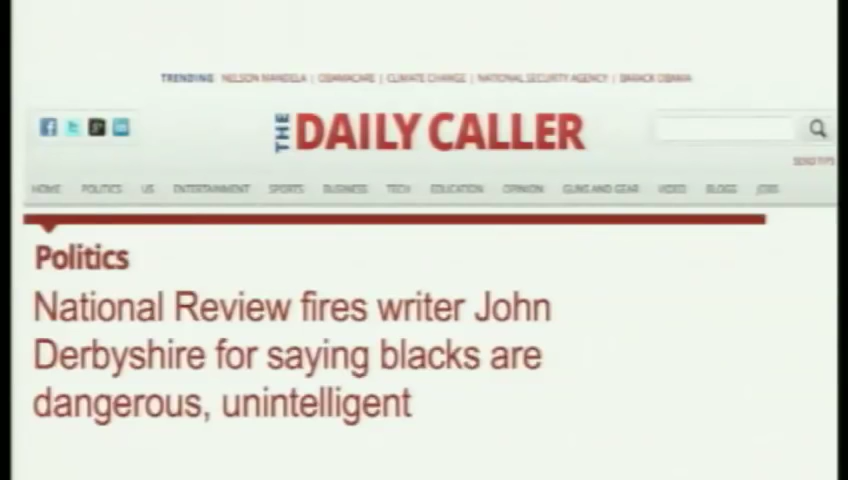 TRENDING NELSON MANDELA | OBAMACARE | CLIMATE CHANGE | NATIONAL SECURITY AGENCY | BARACK OBAMA
THE DAILY CALLER
SEND TIPS
HOME POLITICS US ENTERTAINMENT SPORTS BUSINESS TECH EDUCATION OPINION GUNS AND GEAR VIDEO BLOGS JOBS
Politics
National Review fires writer John
Derbyshire for saying blacks are
dangerous, unintelligent